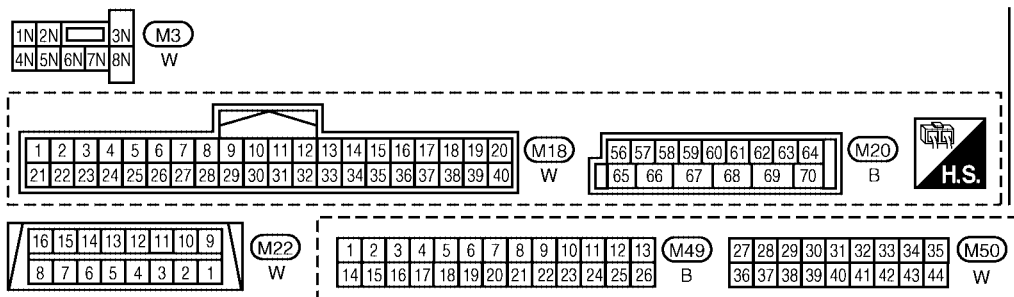 1N 2N 3N M3
4N 5N 6N 7N 8N W
1 2 3 4 5 6 7 8 9 10 11 12 13 14 15 16 17 18 19 20 M18
21 22 23 24 25 26 27 28 29 30 31 32 33 34 35 36 37 38 39 40 W
56 57 58 59 60 61 62 63 64 M20
65 66 67 68 69 70 B
H.S.
16 15 14 13 12 11 10 9 M22
8 7 6 5 4 3 2 1 W
1 2 3 4 5 6 7 8 9 10 11 12 13 M49
14 15 16 17 18 19 20 21 22 23 24 25 26 B
27 28 29 30 31 32 33 34 35 M50
36 37 38 39 40 41 42 43 44 W